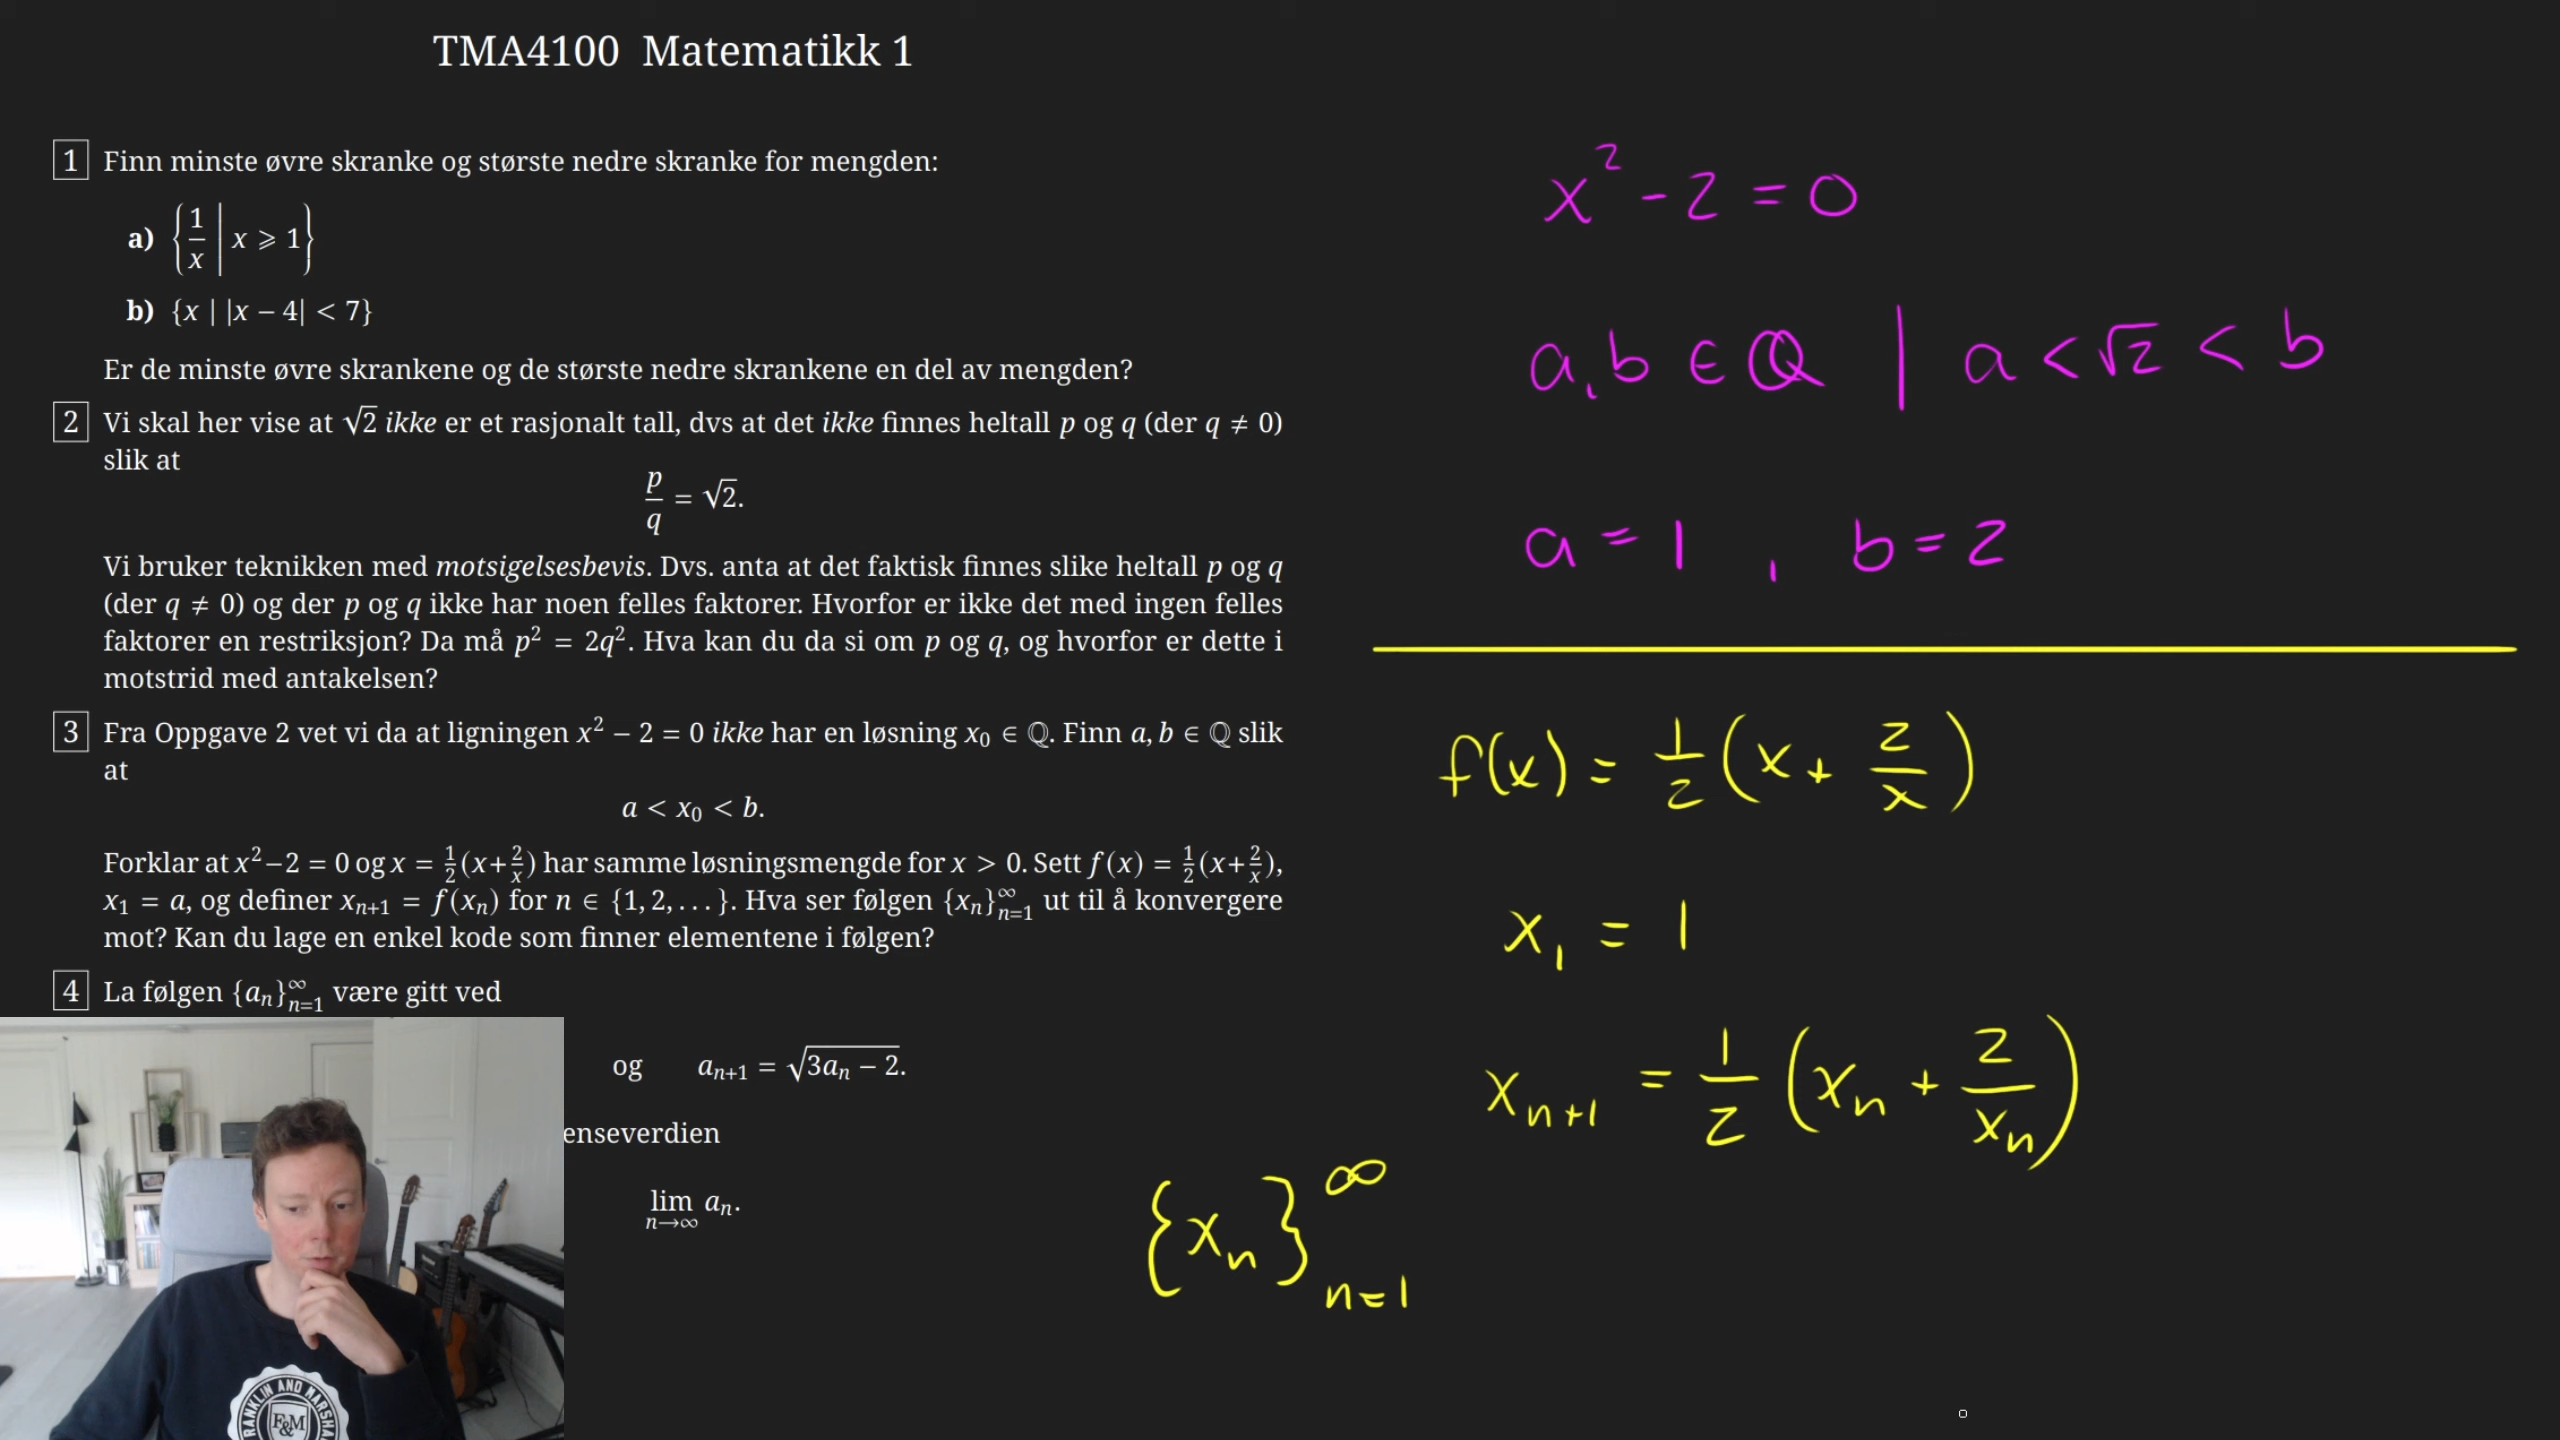 TMA4100 Matematikk 1
1 Finn minste øvre skranke og største nedre skranke for mengden:
a) {1/x | x ⩾ 1}
b) {x | |x − 4| < 7}
Er de minste øvre skrankene og de største nedre skrankene en del av mengden?
2 Vi skal her vise at √2 ikke er et rasjonalt tall, dvs at det ikke finnes heltall p og q (der q ≠ 0)
slik at
p/q = √2.
Vi bruker teknikken med motsigelsesbevis. Dvs. anta at det faktisk finnes slike heltall p og q
(der q ≠ 0) og der p og q ikke har noen felles faktorer. Hvorfor er ikke det med ingen felles
faktorer en restriksjon? Da må p² = 2q². Hva kan du da si om p og q, og hvorfor er dette i
motstrid med antakelsen?
3 Fra Oppgave 2 vet vi da at ligningen x² − 2 = 0 ikke har en løsning x₀ ∈ ℚ. Finn a, b ∈ ℚ slik
at
a < x₀ < b.
Forklar at x² − 2 = 0 og x = ½(x + 2/x) har samme løsningsmengde for x > 0. Sett f(x) = ½(x + 2/x),
x₁ = a, og definer xₙ₊₁ = f(xₙ) for n ∈ {1, 2, . . . }. Hva ser følgen {xₙ}_{n=1}^∞ ut til å konvergere
mot? Kan du lage en enkel kode som finner elementene i følgen?
4 La følgen {aₙ}_{n=1}^∞ være gitt ved
og aₙ₊₁ = √(3aₙ − 2).
enseverdien
lim n→∞ aₙ.
x² - 2 = 0
a, b ∈ ℚ | a < √2 < b
a = 1 , b = 2
f(x) = 1/2 (x + 2/x)
x₁ = 1
xₙ₊₁ = 1/2 (xₙ + 2/xₙ)
{xₙ}_{n=1}^∞
FRANKLIN AND MARSHA
F&M